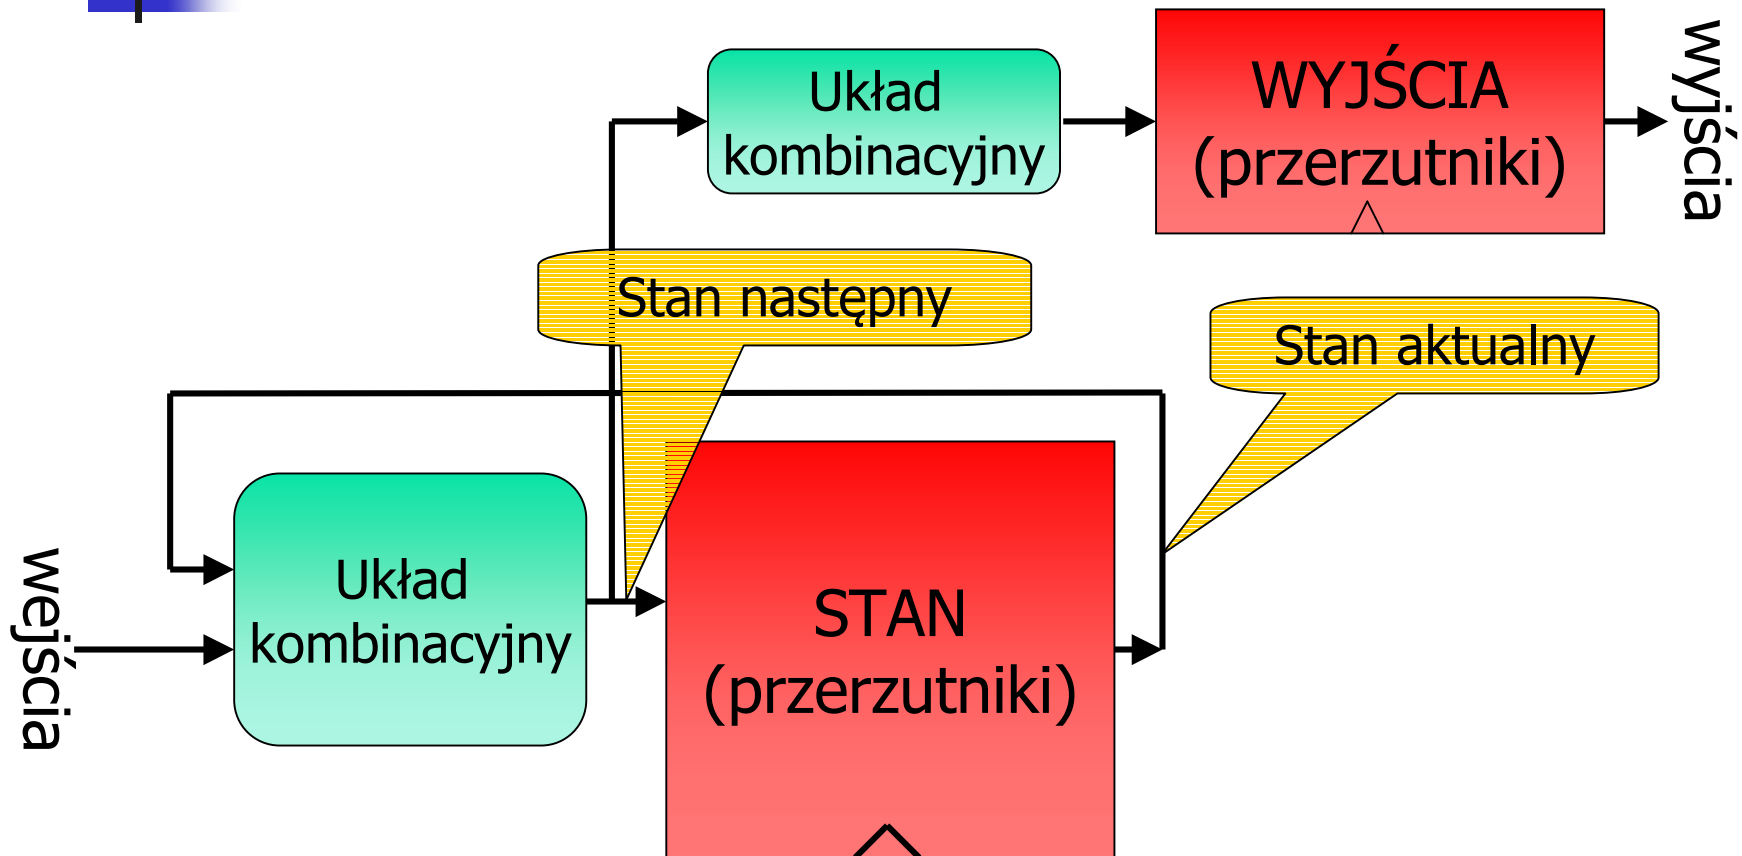 Układ
kombinacyjny
WYJŚCIA
(przerzutniki)
wyjścia
Stan następny
Stan aktualny
wejścia
Układ
kombinacyjny
STAN
(przerzutniki)